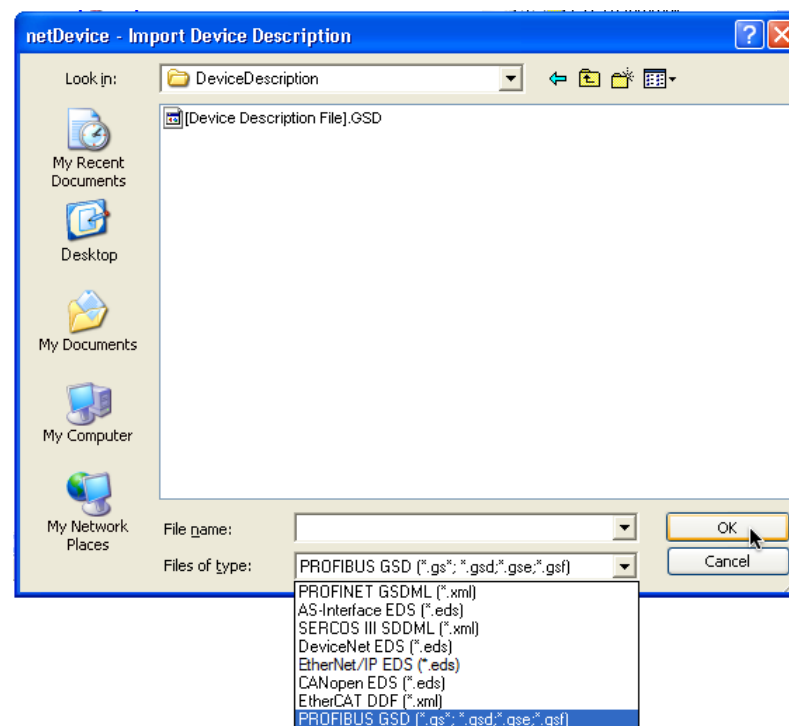 netDevice - Import Device Description
Look in:
DeviceDescription
[Device Description File].GSD
My Recent
Documents
Desktop
My Documents
My Computer
My Network
Places
File name:
OK
Files of type:
PROFIBUS GSD (*.gs*; *.gsd;*.gse;*.gsf)
Cancel
PROFINET GSDML (*.xml)
AS-Interface EDS (*.eds)
SERCOS III SDDML (*.xml)
DeviceNet EDS (*.eds)
EtherNet/IP EDS (*.eds)
CANopen EDS (*.eds)
EtherCAT DDF (*.xml)
PROFIBUS GSD (*.gs*; *.gsd;*.gse;*.gsf)